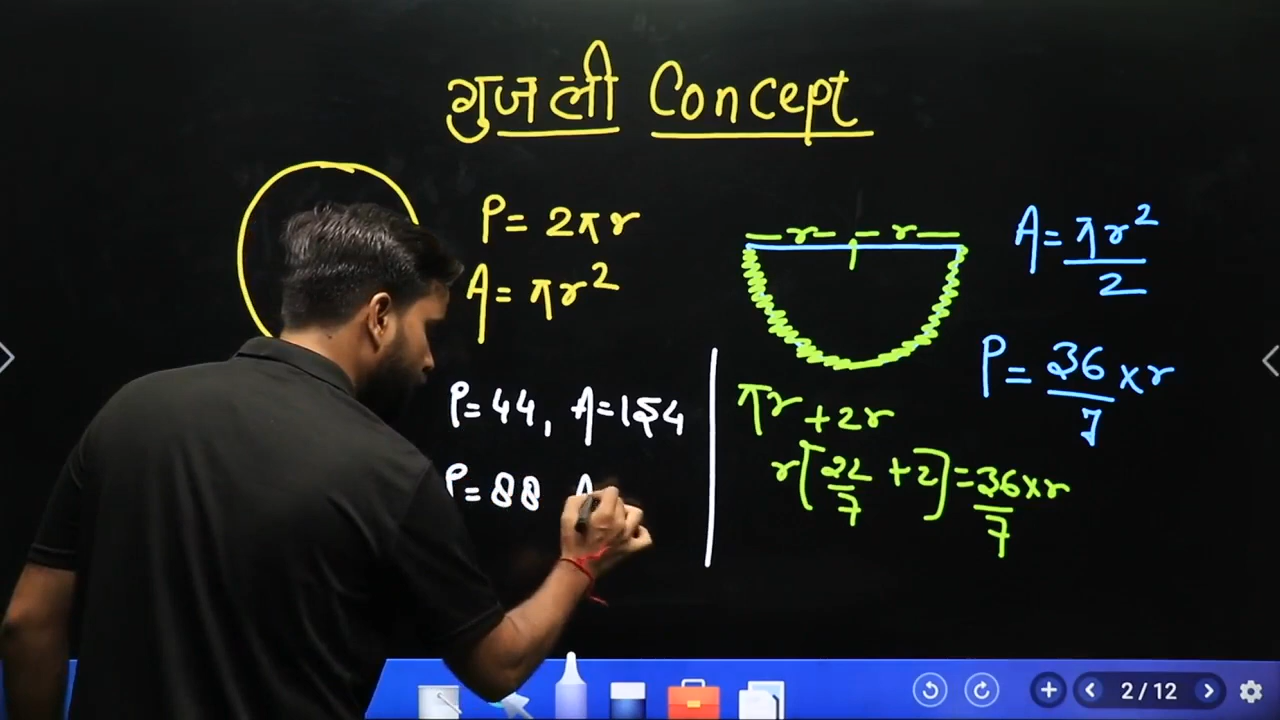 गुजली Concept
P = 2πr
A = πr²
P = 44, A = 154
P = 88 A
r r
A = πr²/2
P = 36/7 × r
πr + 2r
r[22/7 + 2] = 36/7 × r
2 / 12